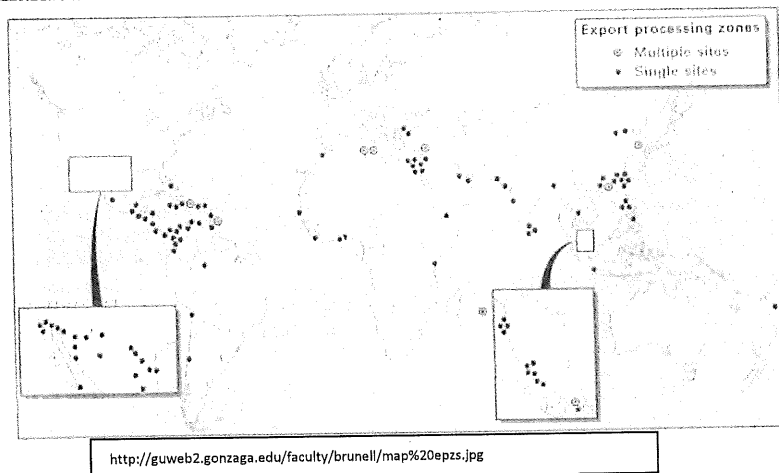 Export processing zones
Multiple sites
Single sites
http://guweb2.gonzaga.edu/faculty/brunell/map%20epzs.jpg